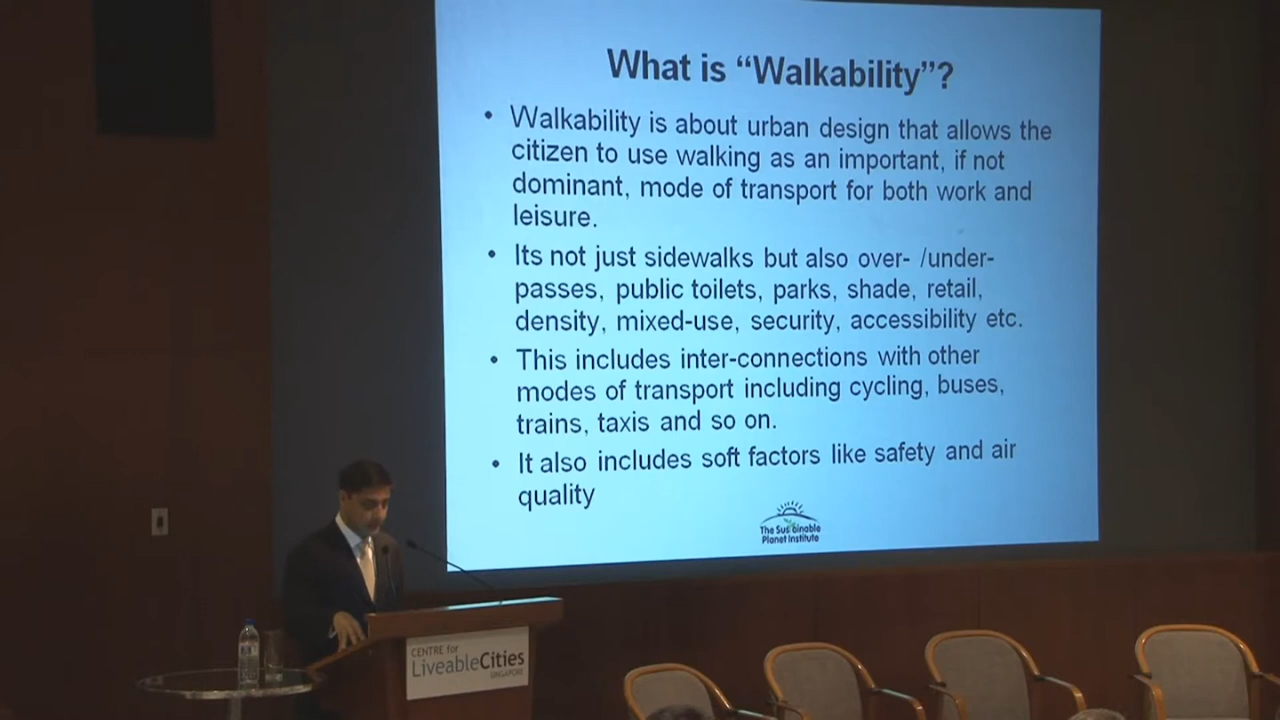 What is “Walkability”?
• Walkability is about urban design that allows the
citizen to use walking as an important, if not
dominant, mode of transport for both work and
leisure.
• Its not just sidewalks but also over- /under-
passes, public toilets, parks, shade, retail,
density, mixed-use, security, accessibility etc.
• This includes inter-connections with other
modes of transport including cycling, buses,
trains, taxis and so on.
• It also includes soft factors like safety and air
quality
The Sustainable
Planet Institute
CENTRE for
LiveableCities
SINGAPORE